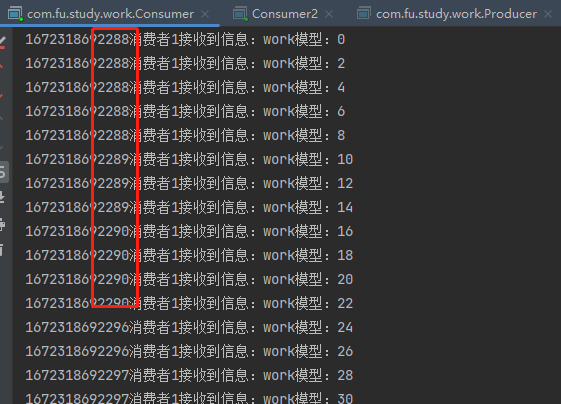 com.fu.study.work.Consumer × Consumer2 × com.fu.study.work.Producer ×
1672318692288消费者1接收到信息：work模型：0
1672318692288消费者1接收到信息：work模型：2
1672318692288消费者1接收到信息：work模型：4
1672318692288消费者1接收到信息：work模型：6
1672318692288消费者1接收到信息：work模型：8
1672318692289消费者1接收到信息：work模型：10
1672318692289消费者1接收到信息：work模型：12
1672318692289消费者1接收到信息：work模型：14
1672318692290消费者1接收到信息：work模型：16
1672318692290消费者1接收到信息：work模型：18
1672318692290消费者1接收到信息：work模型：20
1672318692290消费者1接收到信息：work模型：22
1672318692296消费者1接收到信息：work模型：24
1672318692296消费者1接收到信息：work模型：26
1672318692297消费者1接收到信息：work模型：28
1672318692297消费者1接收到信息：work模型：30